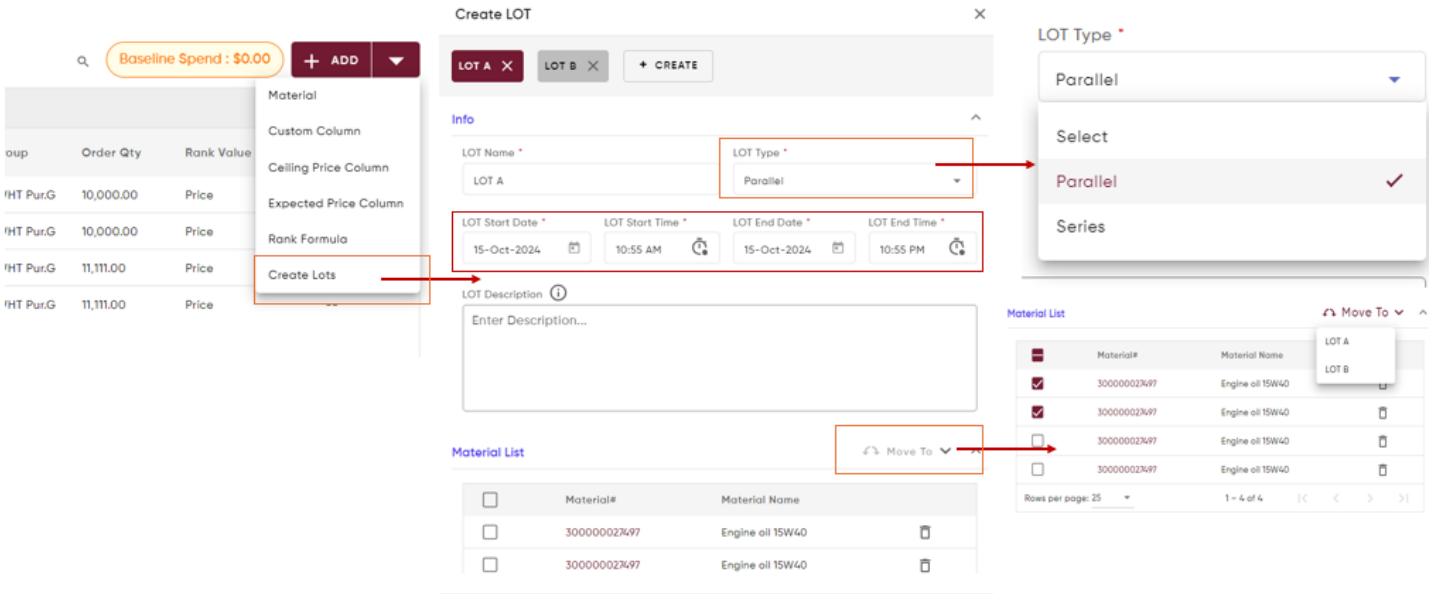 Baseline Spend : $0.00
+ ADD
Material
Custom Column
Ceiling Price Column
Expected Price Column
Rank Formula
Create Lots
oup Order Qty Rank Value
/HT Pur.G 10,000.00 Price
/HT Pur.G 10,000.00 Price
/HT Pur.G 11,111.00 Price
/HT Pur.G 11,111.00 Price
Create LOT
LOT A
LOT B
+ CREATE
Info
LOT Name * LOT Type *
LOT A Parallel
LOT Start Date * LOT Start Time * LOT End Date * LOT End Time *
15-Oct-2024 10:55 AM 15-Oct-2024 10:55 PM
LOT Description
Enter Description...
Material List Move To
Material# Material Name
300000027497 Engine oil 15W40
300000027497 Engine oil 15W40
LOT Type *
Parallel
Select
Parallel
Series
Material List Move To
LOT A
LOT B
Material# Material Name
300000027497 Engine oil 15W40
300000027497 Engine oil 15W40
300000027497 Engine oil 15W40
300000027497 Engine oil 15W40
Rows per page: 25 1 – 4 of 4